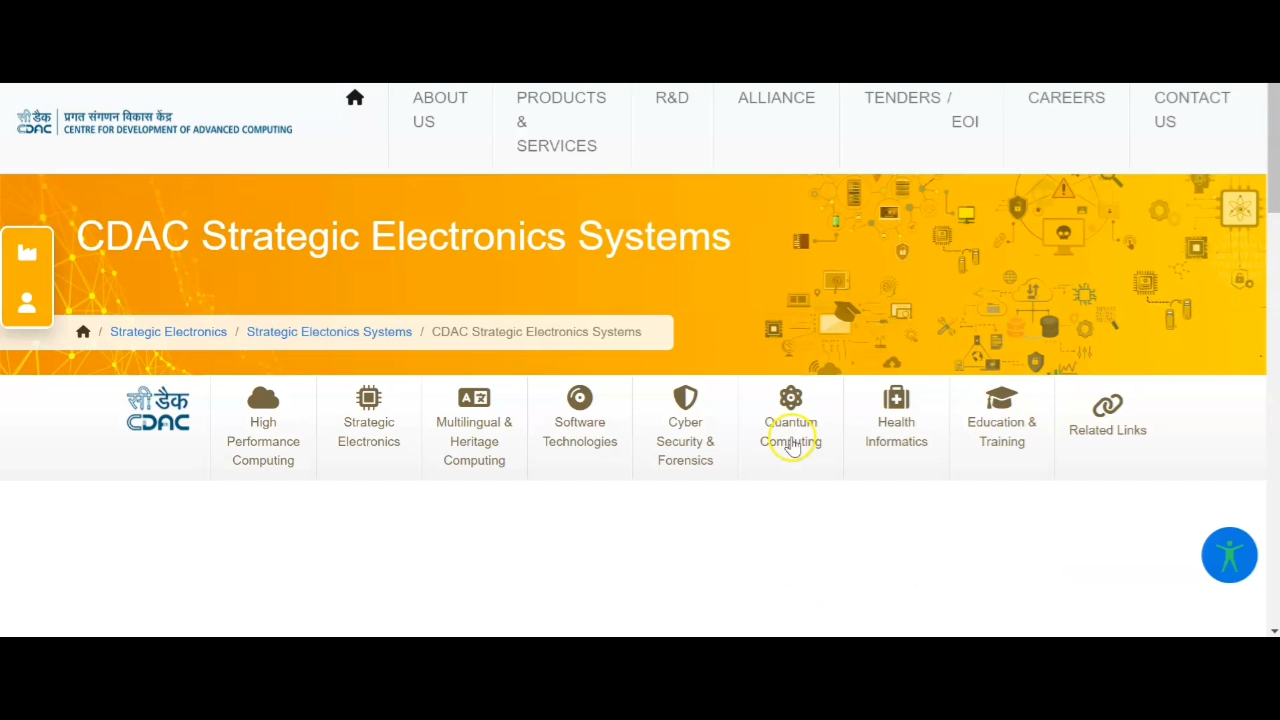 सी डैक
CDAC
प्रगत संगणन विकास केंद्र
CENTRE FOR DEVELOPMENT OF ADVANCED COMPUTING
ABOUT
US
PRODUCTS
&
SERVICES
R&D
ALLIANCE
TENDERS /
EOI
CAREERS
CONTACT
US
CDAC Strategic Electronics Systems
/ Strategic Electronics / Strategic Electonics Systems / CDAC Strategic Electronics Systems
सी डैक
CDAC
High
Performance
Computing
Strategic
Electronics
Multilingual &
Heritage
Computing
Software
Technologies
Cyber
Security &
Forensics
Quantum
Computing
Health
Informatics
Education &
Training
Related Links